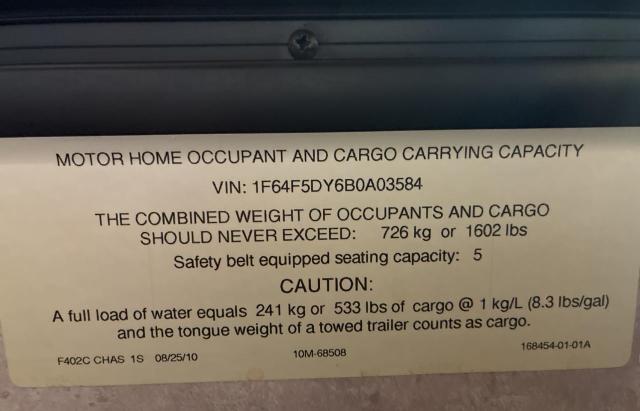 MOTOR HOME OCCUPANT AND CARGO CARRYING CAPACITY
VIN: 1F64F5DY6B0A03584
THE COMBINED WEIGHT OF OCCUPANTS AND CARGO
SHOULD NEVER EXCEED: 726 kg or 1602 lbs
Safety belt equipped seating capacity: 5
CAUTION:
A full load of water equals 241 kg or 533 lbs of cargo @ 1 kg/L (8.3 lbs/gal)
and the tongue weight of a towed trailer counts as cargo.
F402C CHAS 1S 08/25/10 10M-68508 168454-01-01A